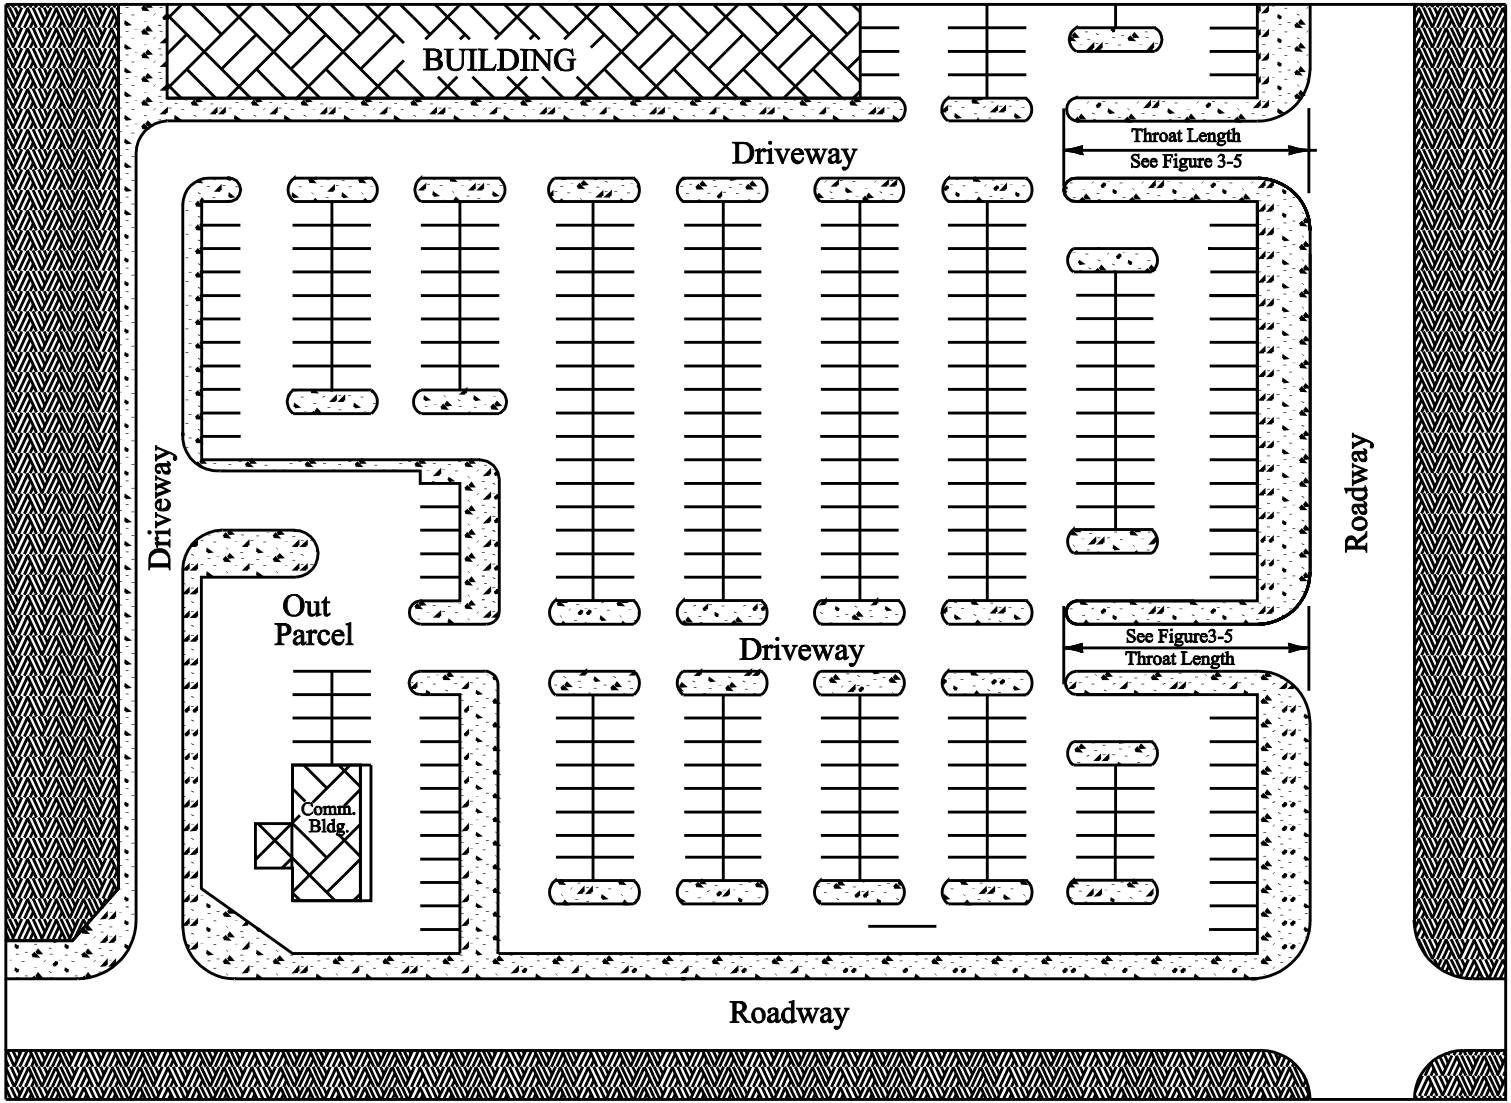 BUILDING
Throat Length
See Figure 3-5
Driveway
Driveway
Roadway
Out
Parcel
See Figure3-5
Throat Length
Driveway
Comm.
Bldg.
Roadway